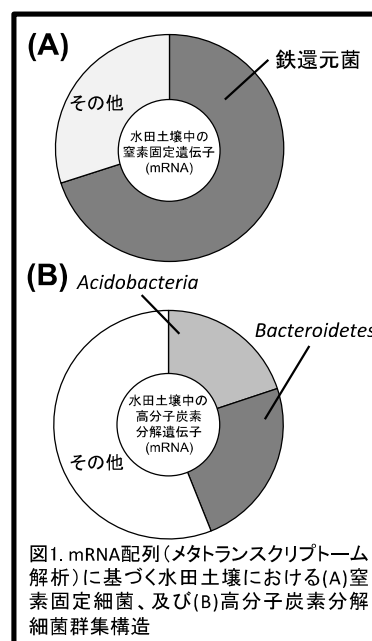 (A)
鉄還元菌
その他
水田土壌中の
窒素固定遺伝子
(mRNA)
(B)
Acidobacteria
Bacteroidetes
水田土壌中の
高分子炭素
分解遺伝子
(mRNA)
その他
図1. mRNA配列(メタトランスクリプトーム
解析)に基づく水田土壌における(A)窒
素固定細菌、及び(B)高分子炭素分解
細菌群集構造